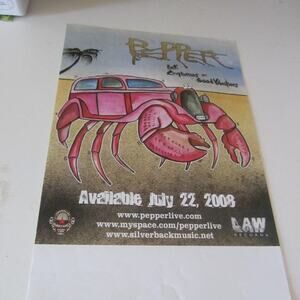 PEPPER
Pink Crustaceans and
Good Vibrations
Available July 22, 2008
www.pepperlive.com
www.myspace.com/pepperlive
www.silverbackmusic.net
LAW
RECORDS